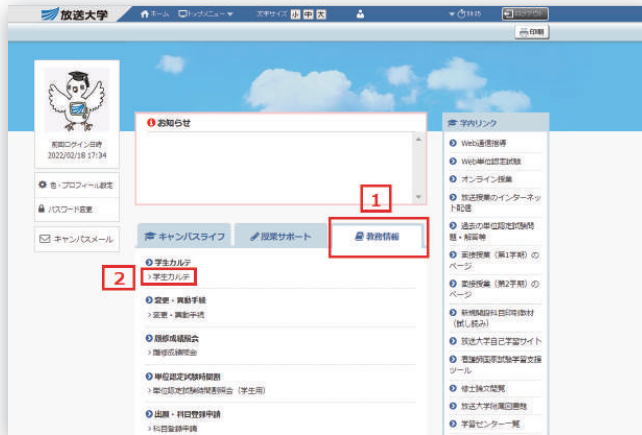 放送大学
ホーム トップメニュー 文字サイズ 小 中 大
ログアウト
印刷
前回ログイン日時
2022/02/18 17:34
色・プロフィール設定
パスワード変更
キャンパスメール
お知らせ
1
キャンパスライフ 授業サポート 教務情報
学生カルテ
2
>学生カルテ
変更・異動手続
>変更・異動手続
履修成績照会
>履修成績照会
単位認定試験時間割
>単位認定試験時間割照会（学生用）
出願・科目登録申請
>科目登録申請
学内リンク
Web通信指導
Web単位認定試験
オンライン授業
放送授業のインターネッ
ト配信
過去の単位認定試験問
題・解答等
面接授業（第1学期）の
ページ
面接授業（第2学期）の
ページ
新規開設科目印刷教材
（試し読み）
放送大学自己学習サイト
看護師国家試験学習支援
ツール
修士論文閲覧
放送大学附属図書館
学習センター一覧